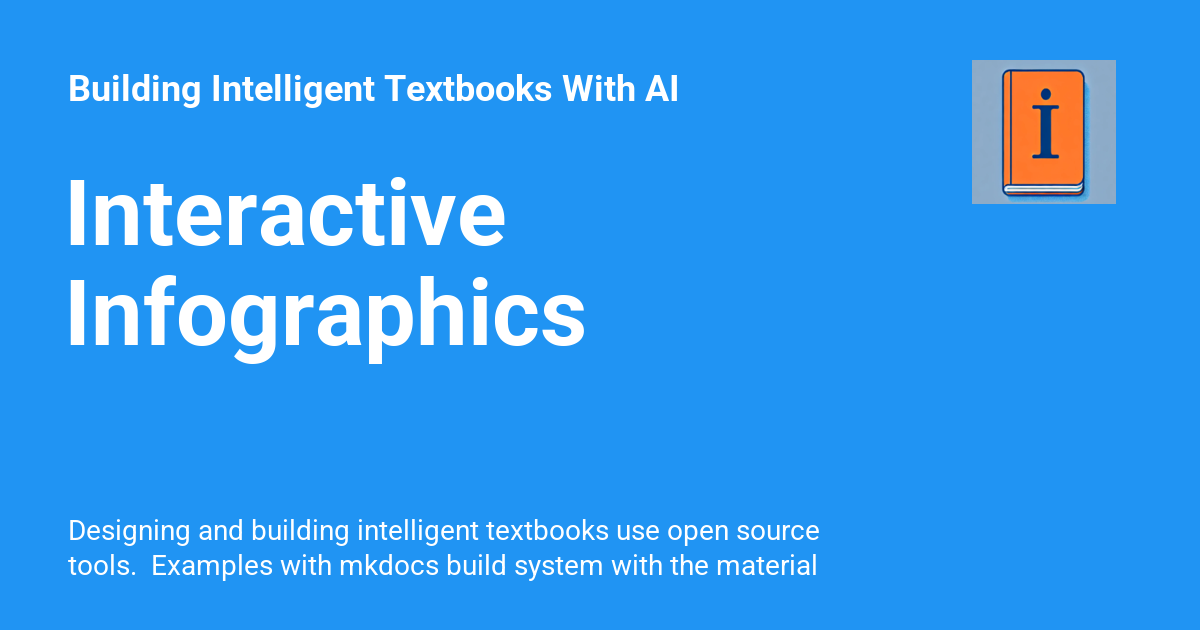 Building Intelligent Textbooks With AI
i
Interactive
Infographics
Designing and building intelligent textbooks use open source
tools.  Examples with mkdocs build system with the material